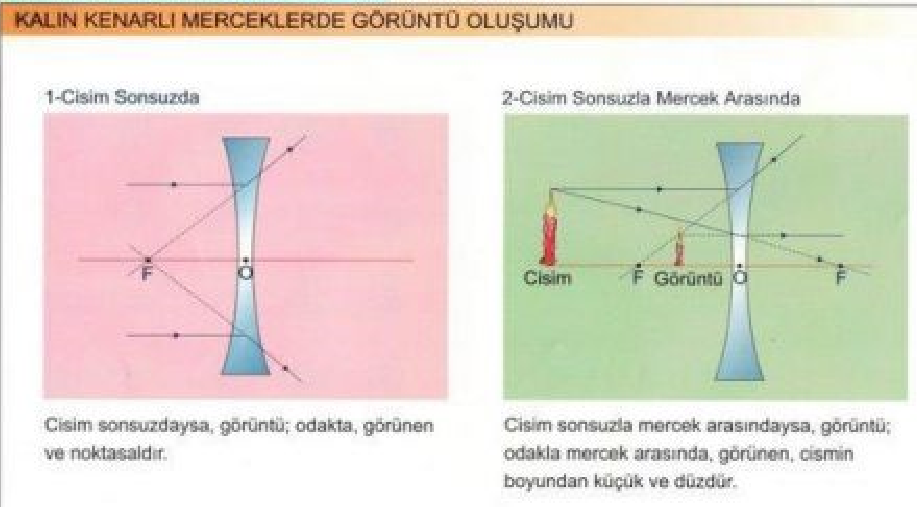 KALIN KENARLI MERCEKLERDE GÖRÜNTÜ OLUŞUMU
1-Cisim Sonsuzda
F
O
Cisim sonsuzdaysa, görüntü; odakta, görünen
ve noktasaldır.
2-Cisim Sonsuzla Mercek Arasında
Cisim
F
Görüntü
O
F
Cisim sonsuzla mercek arasındaysa, görüntü;
odakla mercek arasında, görünen, cismin
boyundan küçük ve düzdür.